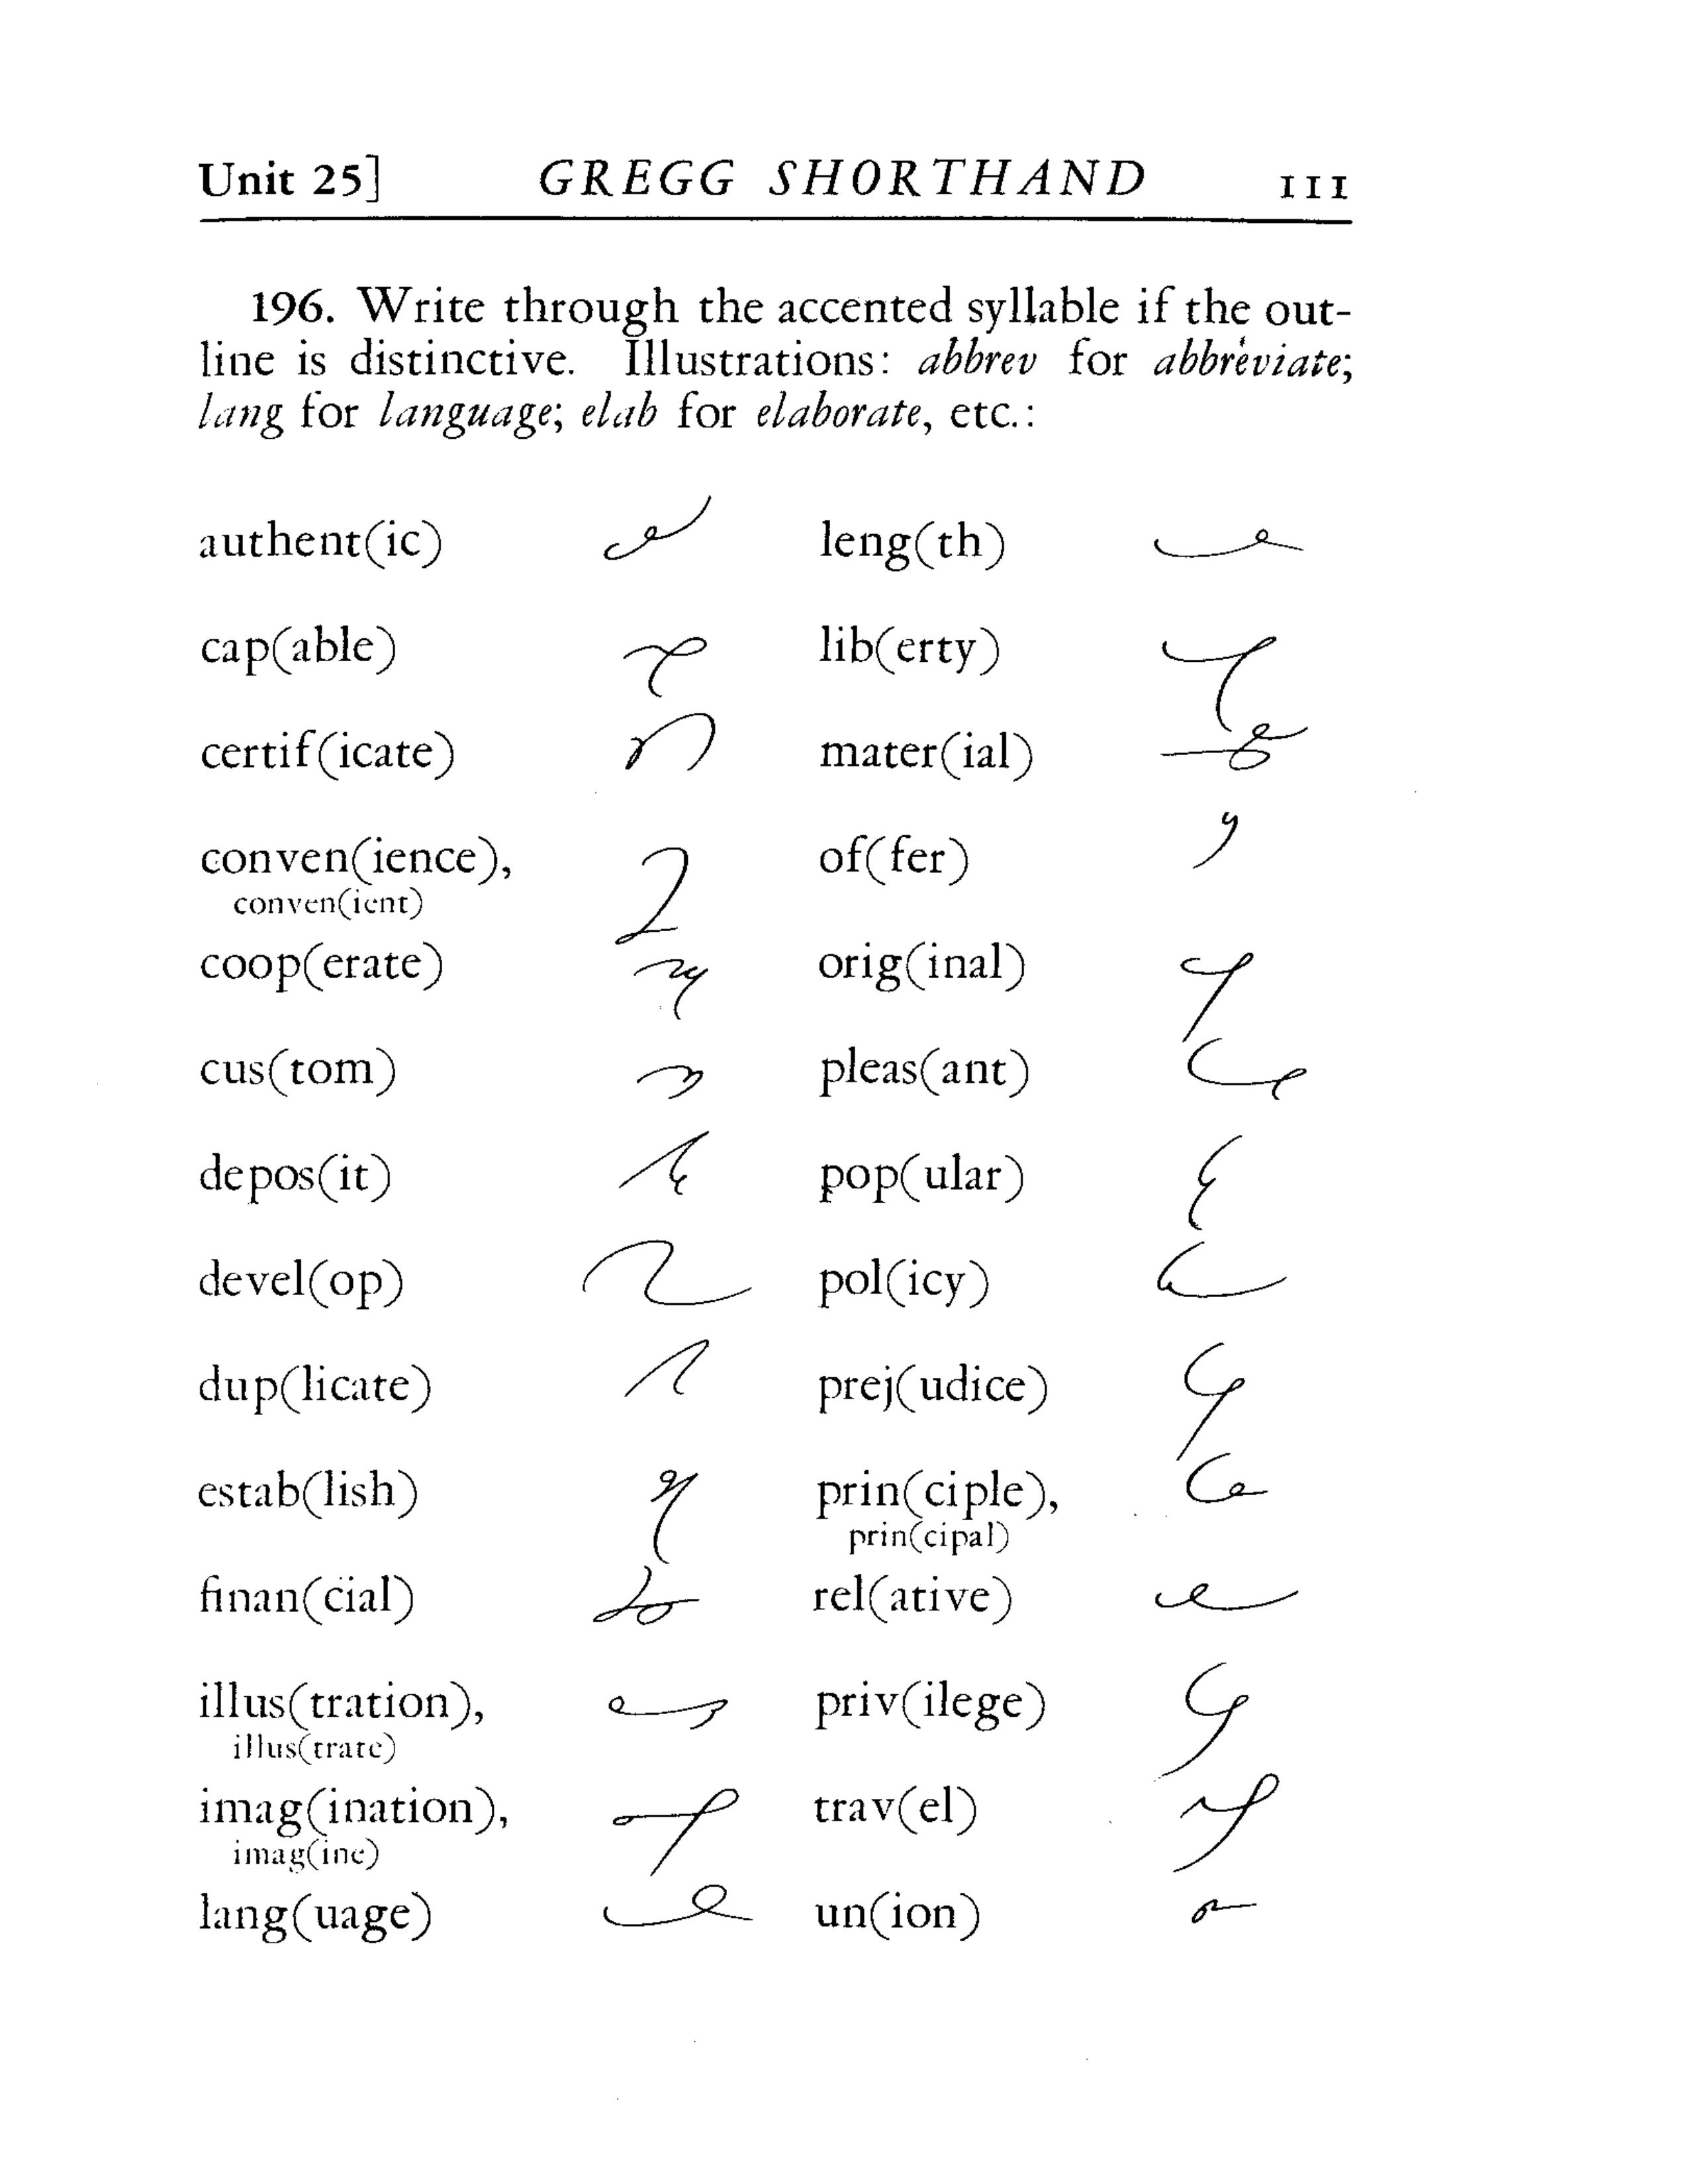 Unit 25] GREGG SHORTHAND 111
196. Write through the accented syllable if the out-
line is distinctive. Illustrations: abbrev for abbreviate;
lang for language; elab for elaborate, etc.:
authent(ic) leng(th)
cap(able) lib(erty)
certif(icate) mater(ial)
conven(ience), of(fer)
conven(ient)
coop(erate) orig(inal)
cus(tom) pleas(ant)
depos(it) pop(ular)
devel(op) pol(icy)
dup(licate) prej(udice)
estab(lish) prin(ciple),
prin(cipal)
finan(cial) rel(ative)
illus(tration), priv(ilege)
illus(trate)
imag(ination), trav(el)
imag(ine)
lang(uage) un(ion)